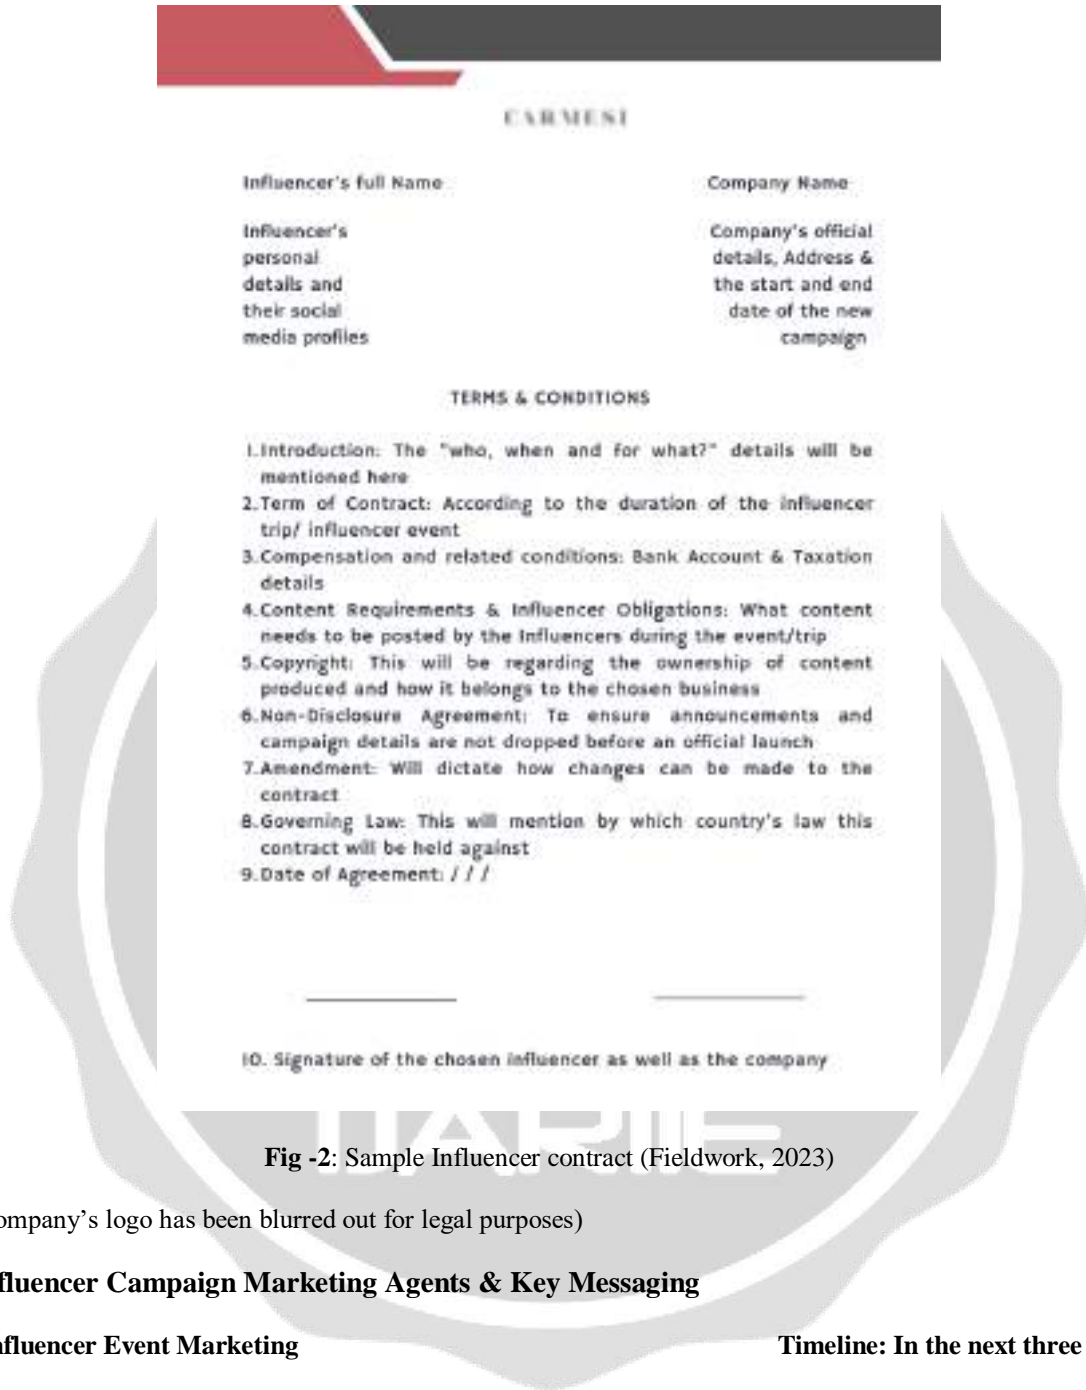 CARMESI
Influencer's full Name Company Name
Influencer's
personal
details and
their social
media profiles
Company's official
details, Address &
the start and end
date of the new
campaign
TERMS & CONDITIONS
1.Introduction: The "who, when and for what?" details will be
mentioned here
2.Term of Contract: According to the duration of the influencer
trip/ influencer event
3.Compensation and related conditions: Bank Account & Taxation
details
4.Content Requirements & Influencer Obligations: What content
needs to be posted by the Influencers during the event/trip
5.Copyright: This will be regarding the ownership of content
produced and how it belongs to the chosen business
6.Non-Disclosure Agreement: To ensure announcements and
campaign details are not dropped before an official launch
7.Amendment: Will dictate how changes can be made to the
contract
8.Governing Law: This will mention by which country's law this
contract will be held against
9.Date of Agreement: / / /
10. Signature of the chosen influencer as well as the company
IJARIIE
Fig -2: Sample Influencer contract (Fieldwork, 2023)
ompany's logo has been blurred out for legal purposes)
fluencer Campaign Marketing Agents & Key Messaging
nfluencer Event Marketing Timeline: In the next three